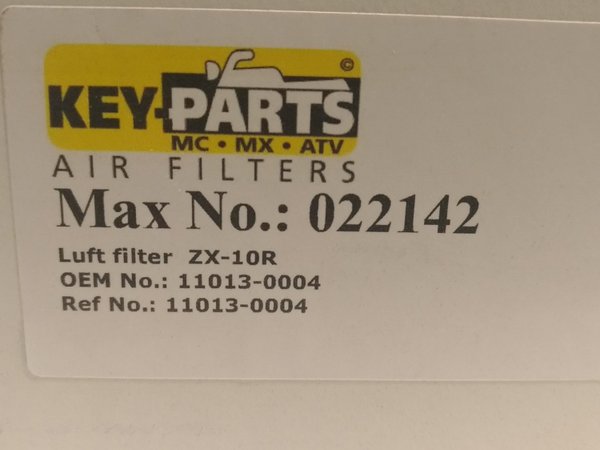 ©
KEY-PARTS
MC • MX • ATV
AIR FILTERS
Max No.: 022142
Luft filter ZX-10R
OEM No.: 11013-0004
Ref No.: 11013-0004